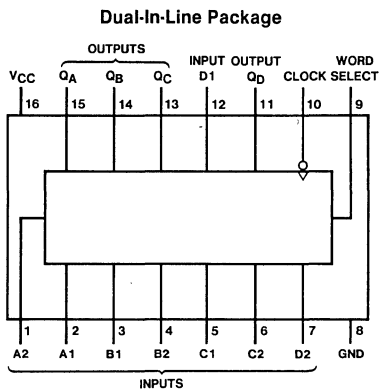 Dual-In-Line Package
OUTPUTS INPUT OUTPUT WORD
VCC QA QB QC D1 QD CLOCK SELECT
16 15 14 13 12 11 10 9
1 2 3 4 5 6 7 8
A2 A1 B1 B2 C1 C2 D2 GND
INPUTS